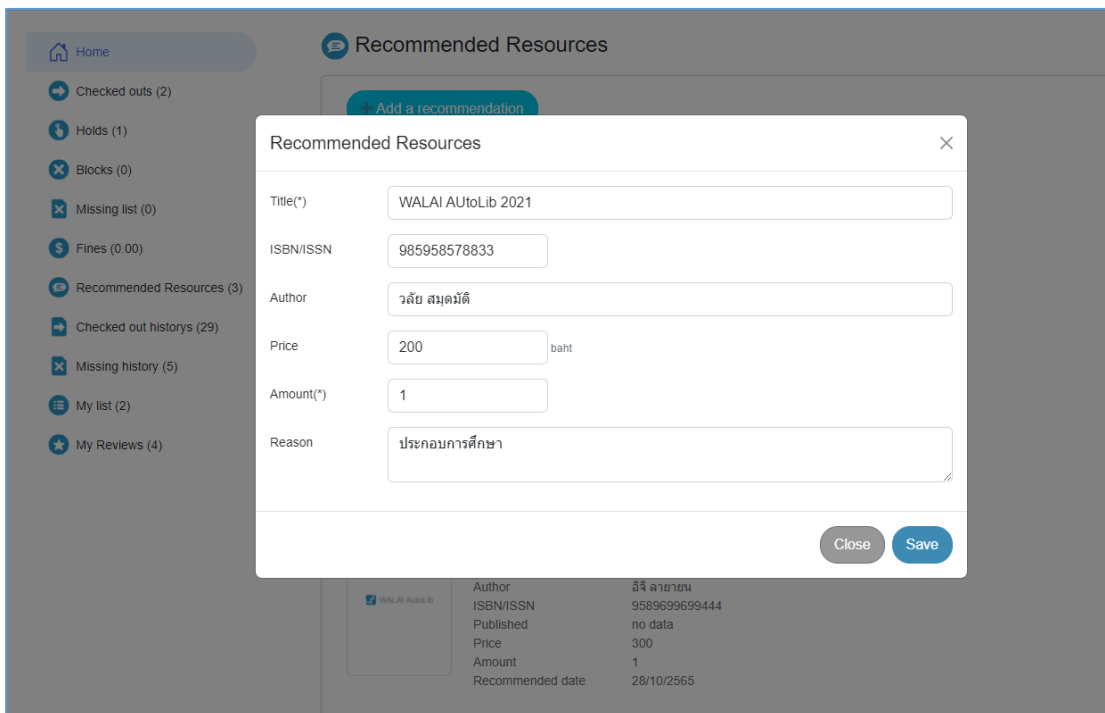 Home
Checked outs (2)
Holds (1)
Blocks (0)
Missing list (0)
Fines (0.00)
Recommended Resources (3)
Checked out historys (29)
Missing history (5)
My list (2)
My Reviews (4)
Recommended Resources
+ Add a recommendation
Recommended Resources
Title(*) WALAI AUtoLib 2021
ISBN/ISSN 985958578833
Author วลัย สมุดมัติ
Price 200 baht
Amount(*) 1
Reason ประกอบการศึกษา
Close Save
WALAI AutoLib
Author อิจิ ลายายน
ISBN/ISSN 9589699699444
Published no data
Price 300
Amount 1
Recommended date 28/10/2565